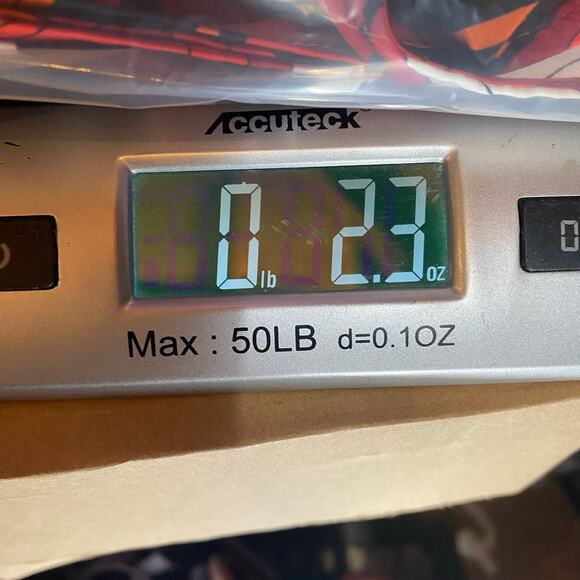 Accuteck
0 lb 2.3 oz
Max : 50LB d=0.1OZ